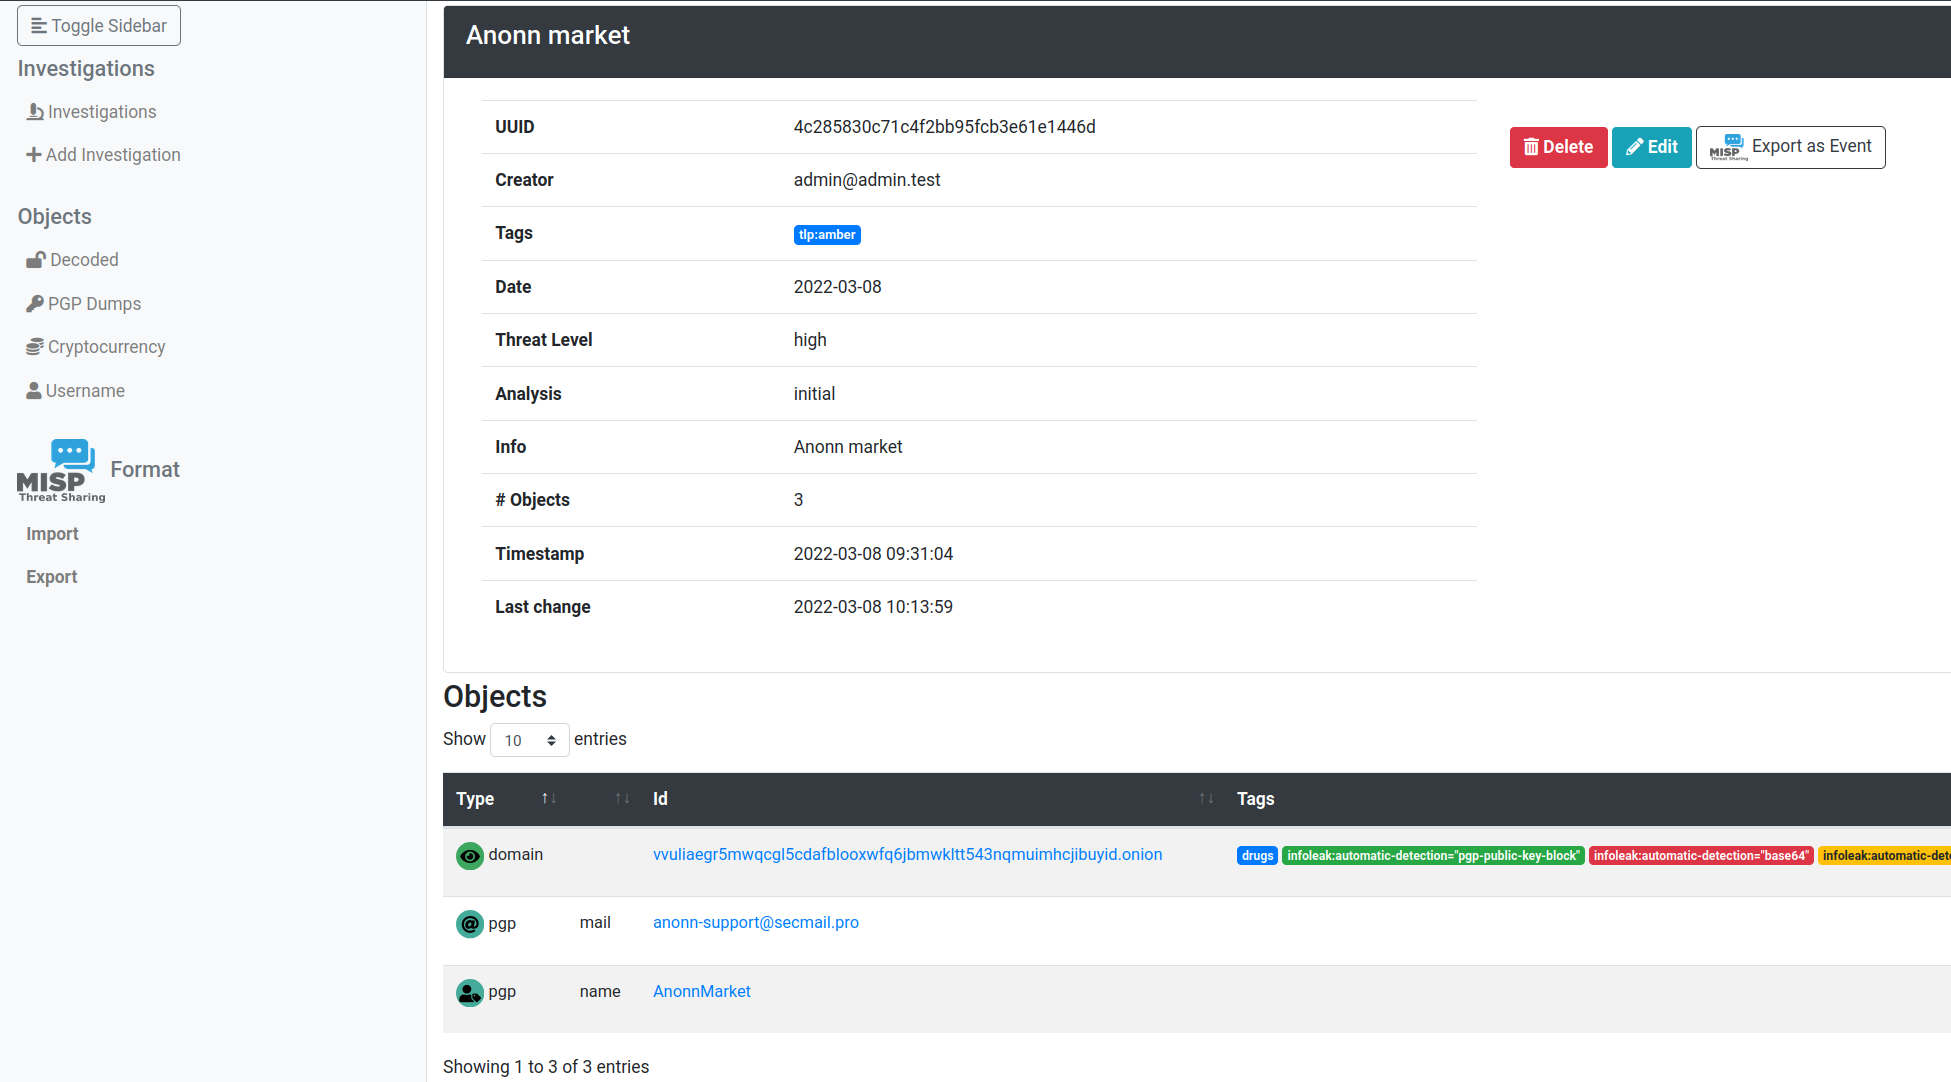 Toggle Sidebar
Investigations
Investigations
Add Investigation
Objects
Decoded
PGP Dumps
Cryptocurrency
Username
MISP
Threat Sharing
Format
Import
Export
Anonn market
UUID 4c285830c71c4f2bb95fcb3e61e1446d
Creator admin@admin.test
Tags tlp:amber
Date 2022-03-08
Threat Level high
Analysis initial
Info Anonn market
# Objects 3
Timestamp 2022-03-08 09:31:04
Last change 2022-03-08 10:13:59
Delete Edit MISP Threat Sharing Export as Event
Objects
Show 10 entries
Type ↑↓ ↑↓ Id ↑↓ Tags
domain vvuliaegr5mwqcgl5cdafblooxwfq6jbmwkltt543nqmuimhcjibuyid.onion drugs infoleak:automatic-detection="pgp-public-key-block" infoleak:automatic-detection="base64" infoleak:automatic-dete
pgp mail anonn-support@secmail.pro
pgp name AnonnMarket
Showing 1 to 3 of 3 entries